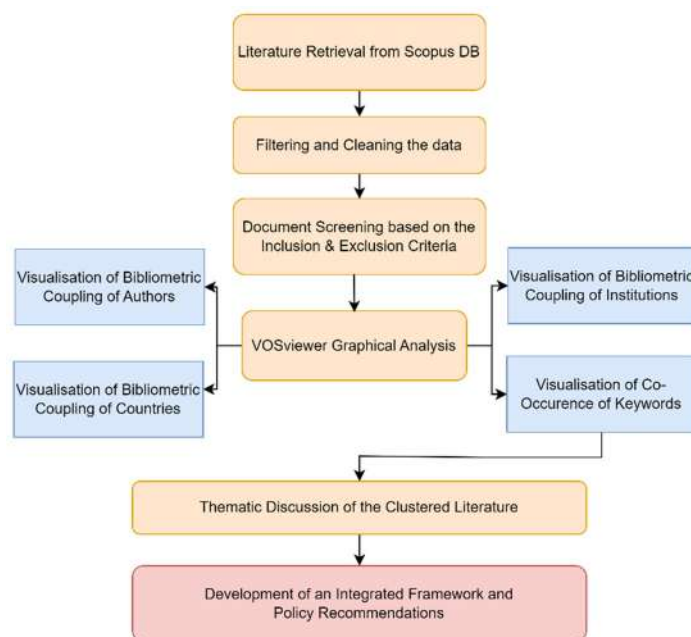 Literature Retrieval from Scopus DB
Filtering and Cleaning the data
Document Screening based on the
Inclusion & Exclusion Criteria
Visualisation of Bibliometric
Coupling of Authors
Visualisation of Bibliometric
Coupling of Institutions
VOSviewer Graphical Analysis
Visualisation of Bibliometric
Coupling of Countries
Visualisation of Co-
Occurence of Keywords
Thematic Discussion of the Clustered Literature
Development of an Integrated Framework and
Policy Recommendations